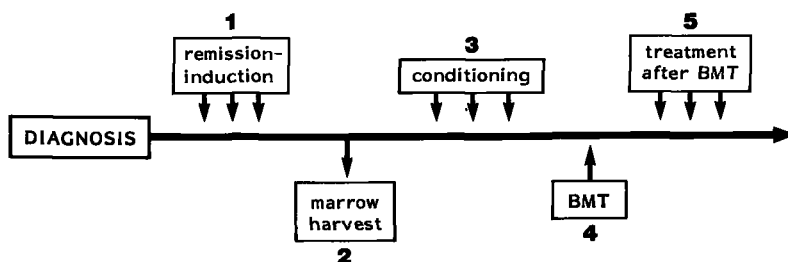 1
remission-
induction
3
conditioning
5
treatment
after BMT
DIAGNOSIS
marrow
harvest
2
BMT
4